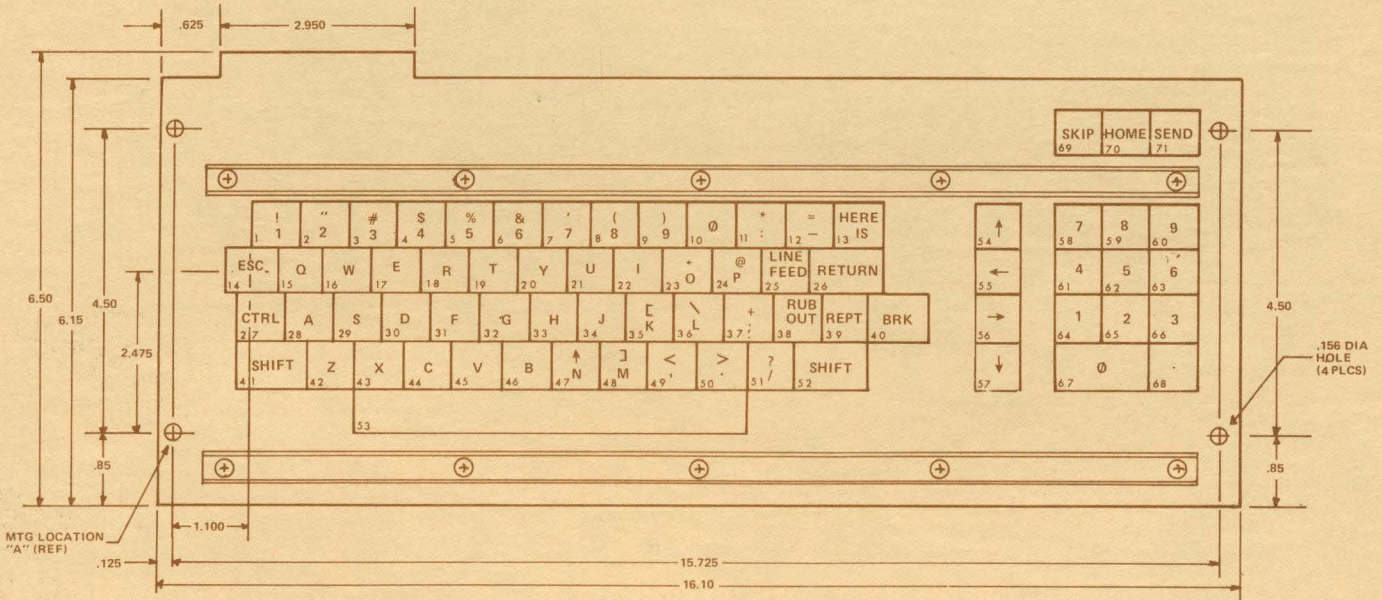 .625 2.950
SKIP HOME SEND
69 70 71
! " # $ % & ' ( ) * = HERE
1 2 3 4 5 6 7 8 9 Ø : – IS
1 2 3 4 5 6 7 8 9 10 11 12 13
ESC Q W E R T Y U I ← O @ P LINE FEED RETURN
14 15 16 17 18 19 20 21 22 23 24 25 26
CTRL A S D F G H J [ K \ L + ; RUB OUT REPT BRK
27 28 29 30 31 32 33 34 35 36 37 38 39 40
SHIFT Z X C V B ↑ N ] M < , > . ? / SHIFT
41 42 43 44 45 46 47 48 49 50 51 52
53
↑
54
←
55
→
56
↓
57
7 8 9
58 59 60
4 5 6
61 62 63
1 2 3
64 65 66
Ø .
67 68
6.50
6.15
4.50
2.475
.85
4.50
.85
.156 DIA
HOLE
(4 PLCS)
MTG LOCATION
"A" (REF)
1.100
.125
15.725
16.10